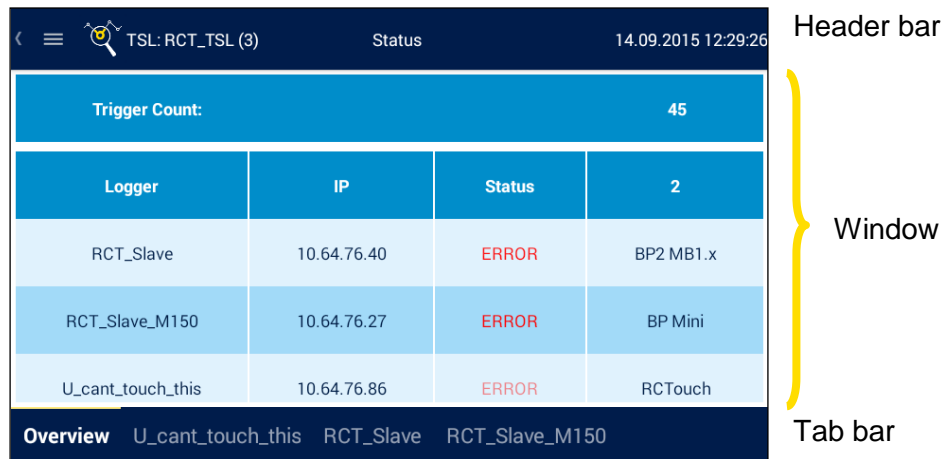 TSL: RCT_TSL (3) Status 14.09.2015 12:29:26 Header bar
Trigger Count: 45
Logger IP Status 2
RCT_Slave 10.64.76.40 ERROR BP2 MB1.x
Window
RCT_Slave_M150 10.64.76.27 ERROR BP Mini
U_cant_touch_this 10.64.76.86 ERROR RCTouch
Overview U_cant_touch_this RCT_Slave RCT_Slave_M150 Tab bar